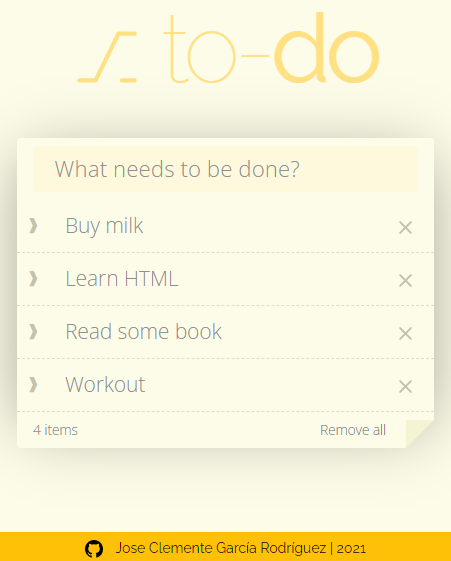 to-do
What needs to be done?
Buy milk
Learn HTML
Read some book
Workout
4 items Remove all
Jose Clemente García Rodríguez | 2021